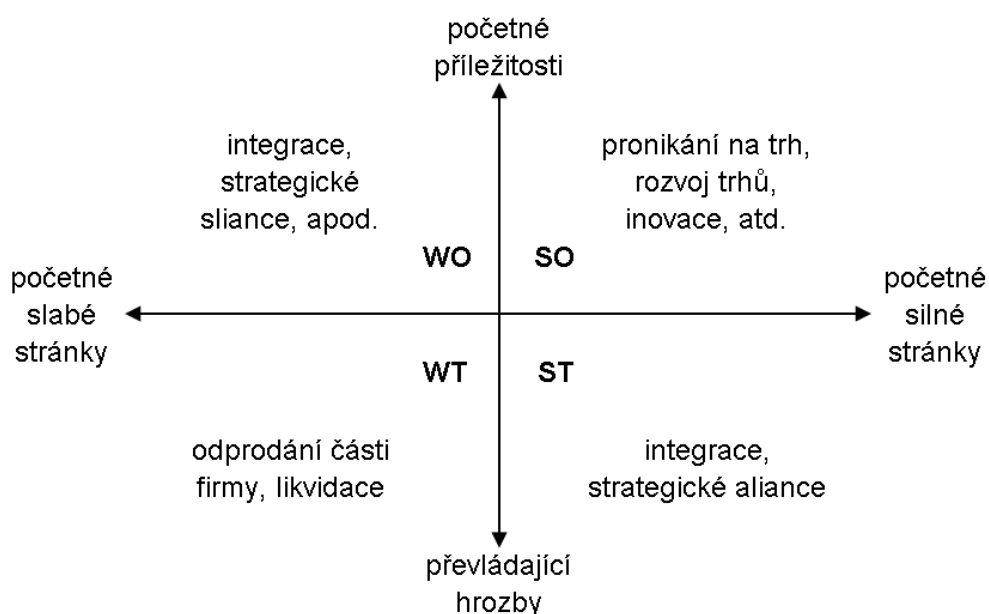 početné
příležitosti
integrace,
strategické
sliance, apod.
pronikání na trh,
rozvoj trhů,
inovace, atd.
WO
SO
početné
slabé
stránky
početné
silné
stránky
WT
ST
odprodání části
firmy, likvidace
integrace,
strategické aliance
převládající
hrozby